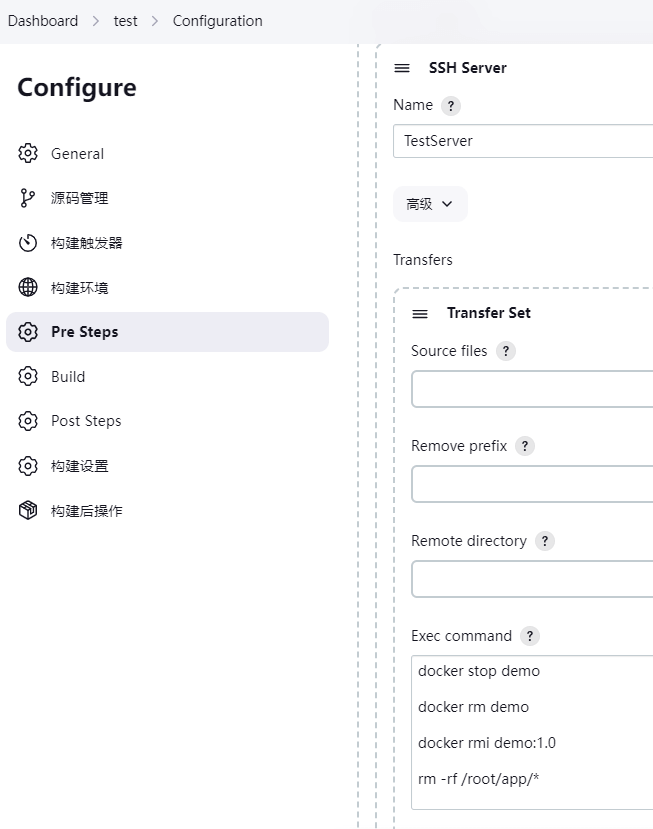 Dashboard > test > Configuration
Configure
General
源码管理
构建触发器
构建环境
Pre Steps
Build
Post Steps
构建设置
构建后操作
SSH Server
Name ?
TestServer
高级
Transfers
Transfer Set
Source files ?
Remove prefix ?
Remote directory ?
Exec command ?
docker stop demo
docker rm demo
docker rmi demo:1.0
rm -rf /root/app/*